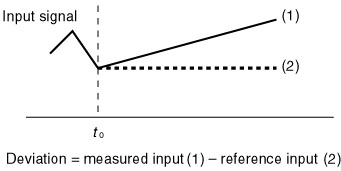 Input signal
(1)
(2)
t₀
Deviation = measured input (1) – reference input (2)